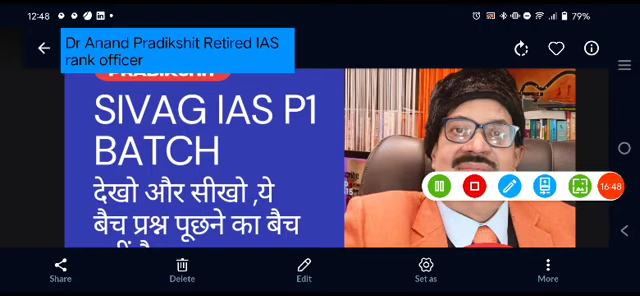 12:48
79%
Dr Anand Pradikshit Retired IAS
rank officer
PRADIKSHIT
SIVAG IAS P1
BATCH
देखो और सीखो ,ये
बैच प्रश्न पूछने का बैच
16:48
Share
Delete
Edit
Set as
More